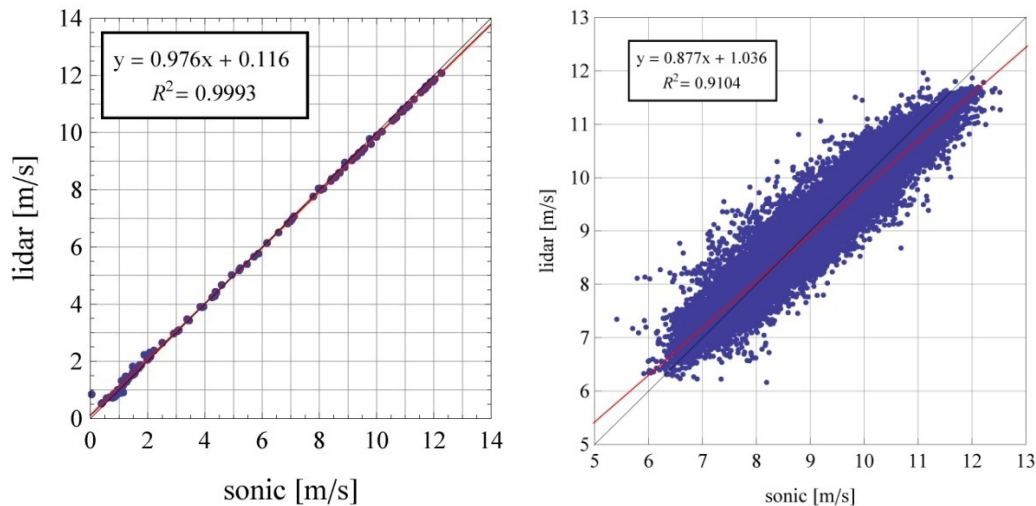 y = 0.976x + 0.116
R² = 0.9993
14
12
10
8
6
4
2
0
lidar [m/s]
0 2 4 6 8 10 12 14
sonic [m/s]
y = 0.877x + 1.036
R² = 0.9104
13
12
11
10
9
8
7
6
5
lidar [m/s]
5 6 7 8 9 10 11 12 13
sonic [m/s]